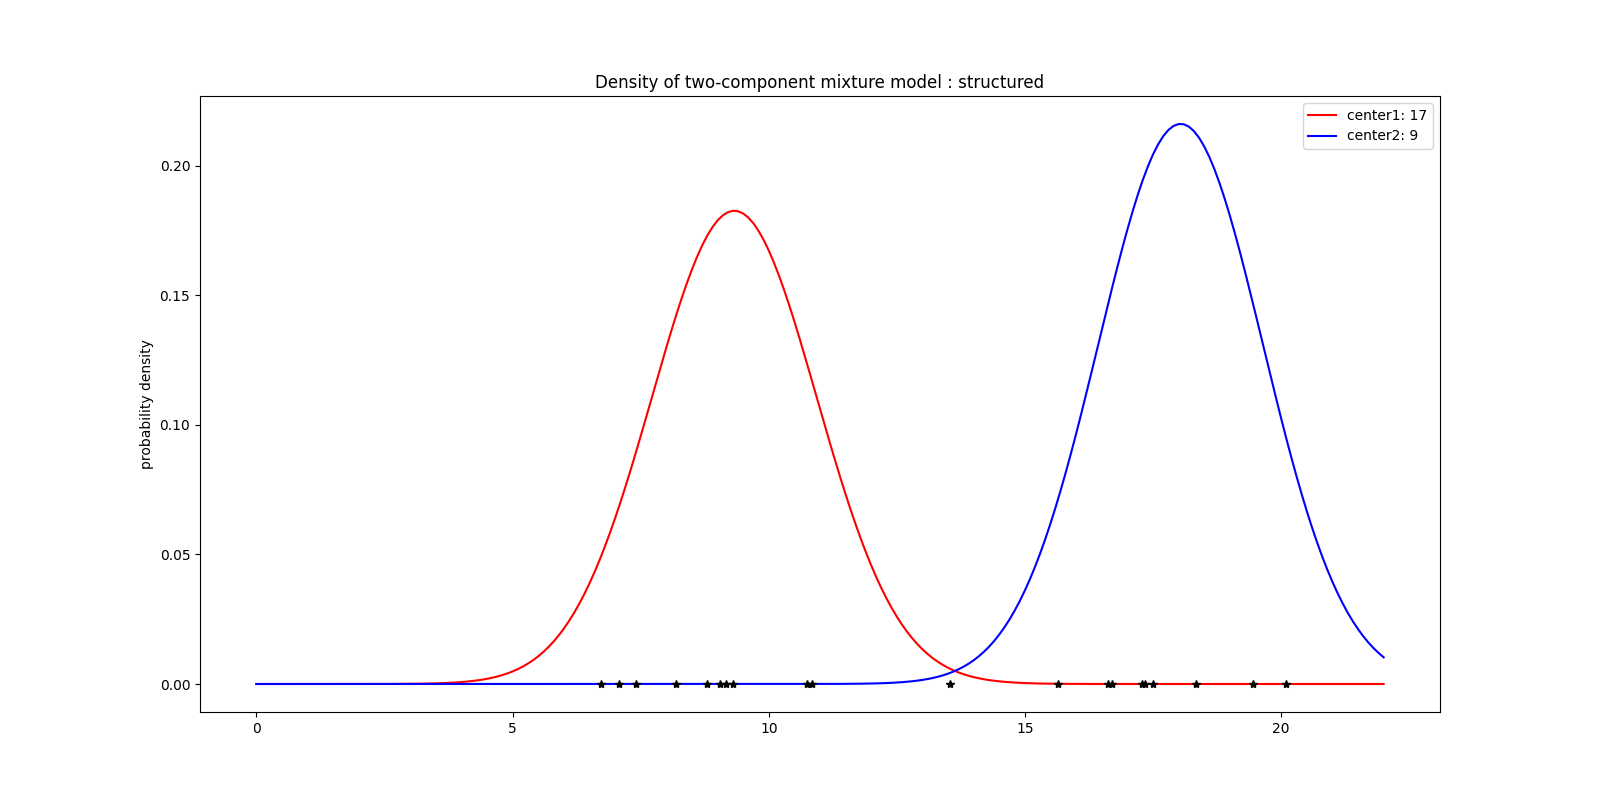 Density of two-component mixture model : structured
center1: 17
center2: 9
probability density
0.20
0.15
0.10
0.05
0.00
0
5
10
15
20